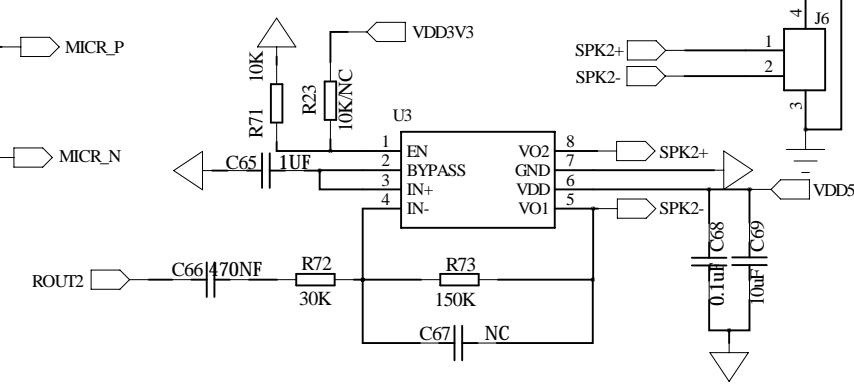 MICR_P
VDD3V3
4
J6
SPK2+
1
SPK2-
2
3
10K
R71
R23
10K/NC
U3
MICR_N
C65
1UF
1
EN
VO2
8
SPK2+
2
BYPASS
GND
7
3
IN+
VDD
6
VDD5
4
IN-
VO1
5
SPK2-
C68
0.1uF
C69
10uF
ROUT2
C66
470NF
R72
30K
R73
150K
C67
NC